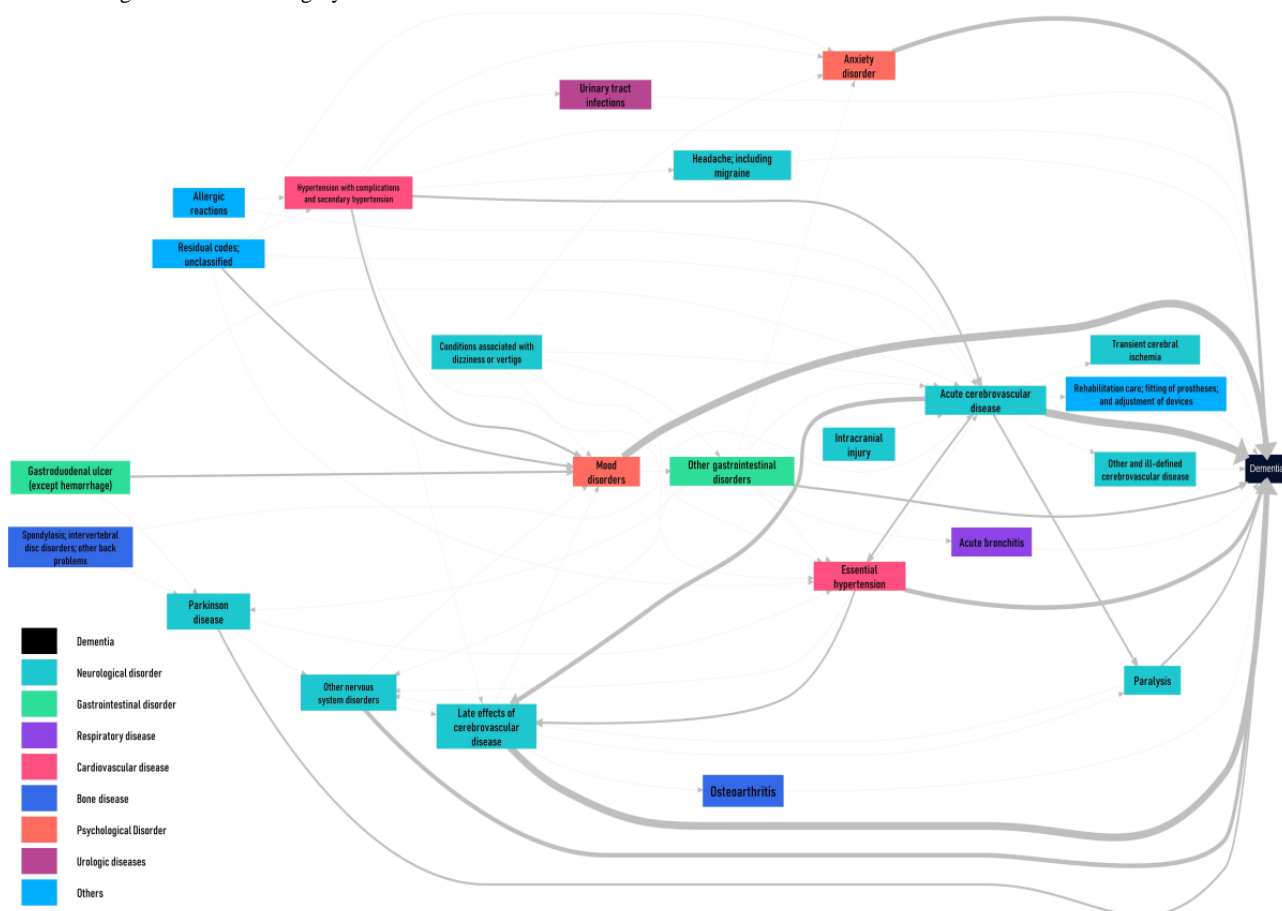 Anxiety
disorder
Urinary tract
infections
Headache; including
migraine
Hypertension with complications
and secondary hypertension
Allergic
reactions
Residual codes;
unclassified
Conditions associated with
dizziness or vertigo
Transient cerebral
ischemia
Rehabilitation care; fitting of prostheses;
and adjustment of devices
Acute cerebrovascular
disease
Intracranial
injury
Other and ill-defined
cerebrovascular disease
Dementia
Gastroduodenal ulcer
(except hemorrhage)
Mood
disorders
Other gastrointestinal
disorders
Spondylosis; intervertebral
disc disorders; other back
problems
Acute bronchitis
Essential
hypertension
Parkinson
disease
Other nervous
system disorders
Late effects of
cerebrovascular
disease
Paralysis
Osteoarthritis
Dementia
Neurological disorder
Gastrointestinal disorder
Respiratory disease
Cardiovascular disease
Bone disease
Psychological Disorder
Urologic diseases
Others